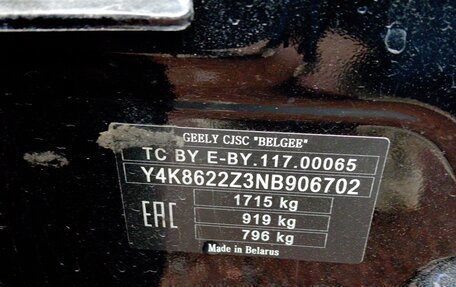 GEELY CJSC "BELGEE"
TC BY E-BY.117.00065
Y4K8622Z3NB906702
1715 kg
EAC
919 kg
796 kg
Made in Belarus